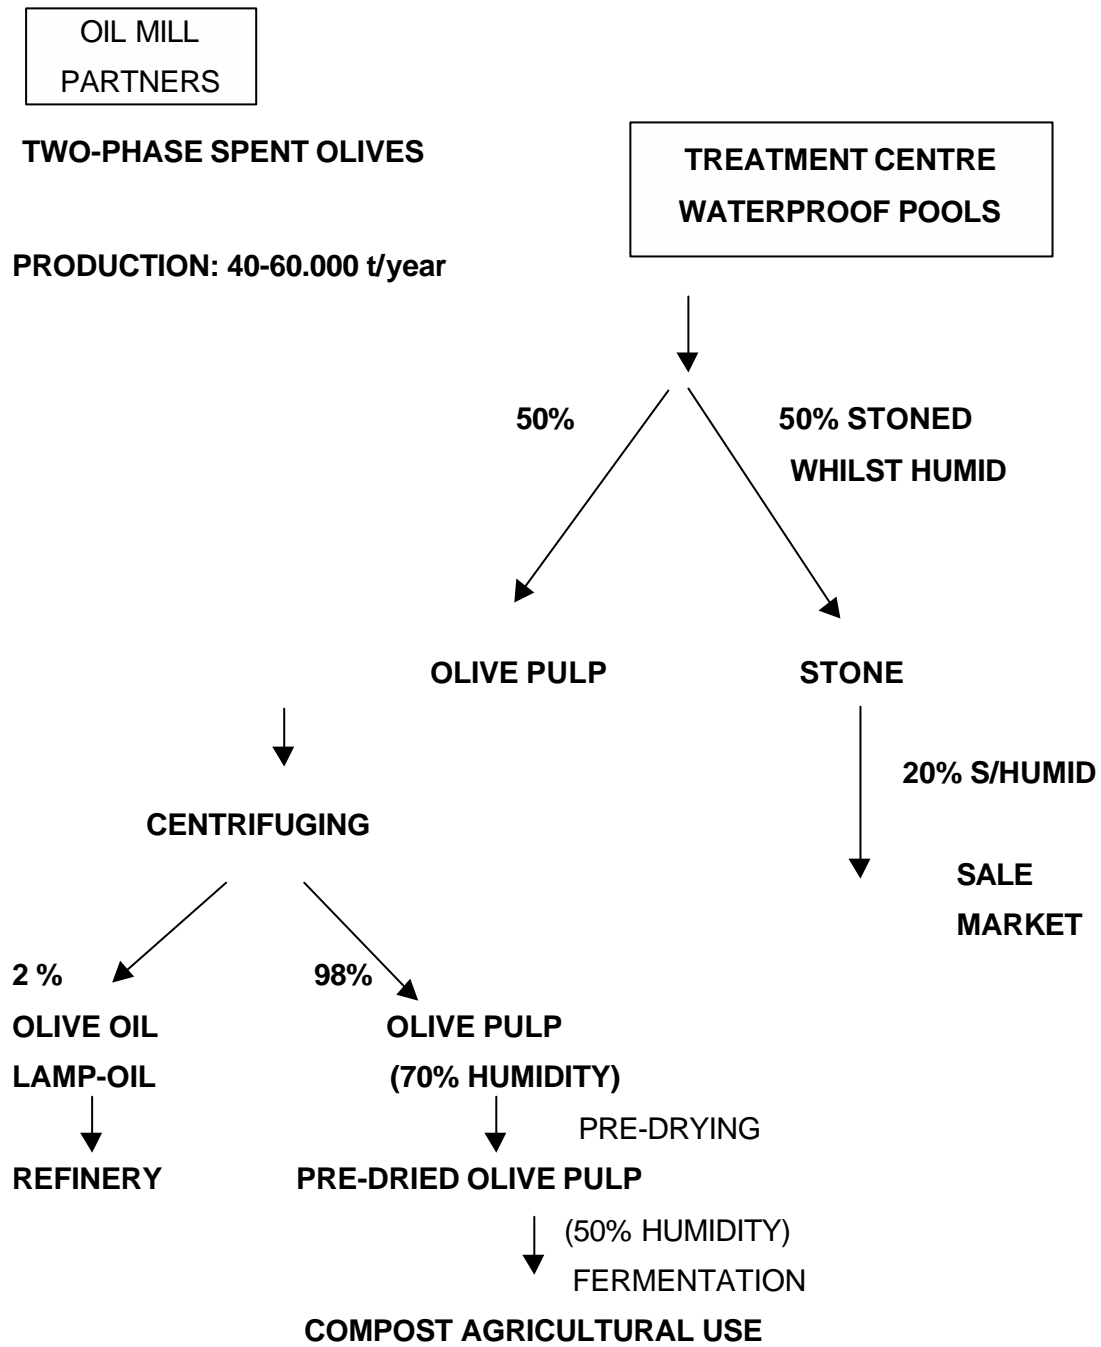 OIL MILL
PARTNERS
TWO-PHASE SPENT OLIVES
TREATMENT CENTRE
WATERPROOF POOLS
PRODUCTION: 40-60.000 t/year
50%
50% STONED
WHILST HUMID
OLIVE PULP
STONE
20% S/HUMID
CENTRIFUGING
SALE
MARKET
2 %
98%
OLIVE OIL
OLIVE PULP
LAMP-OIL
(70% HUMIDITY)
PRE-DRYING
REFINERY
PRE-DRIED OLIVE PULP
(50% HUMIDITY)
FERMENTATION
COMPOST AGRICULTURAL USE